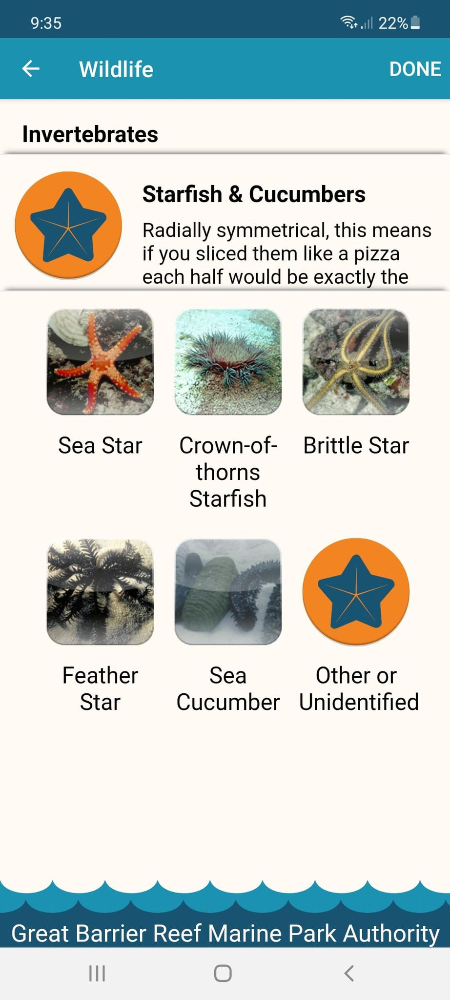 9:35
22%
Wildlife
DONE
Invertebrates
Starfish & Cucumbers
Radially symmetrical, this means
if you sliced them like a pizza
each half would be exactly the
Sea Star
Crown-of-
thorns
Starfish
Brittle Star
Feather
Star
Sea
Cucumber
Other or
Unidentified
Great Barrier Reef Marine Park Authority